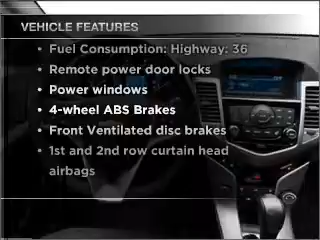 VEHICLE FEATURES
• Fuel Consumption: Highway: 36
• Remote power door locks
• Power windows
• 4-wheel ABS Brakes
• Front Ventilated disc brakes
• 1st and 2nd row curtain head
airbags